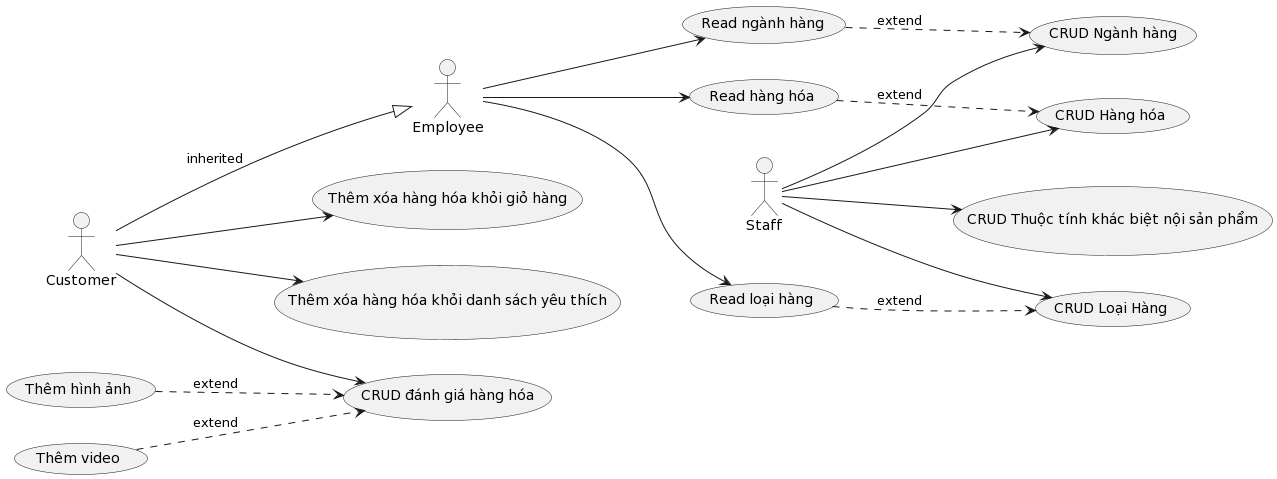 Read ngành hàng
extend
CRUD Ngành hàng
Employee
Read hàng hóa
extend
CRUD Hàng hóa
inherited
Thêm xóa hàng hóa khỏi giỏ hàng
Staff
CRUD Thuộc tính khác biệt nội sản phẩm
Customer
Thêm xóa hàng hóa khỏi danh sách yêu thích
Read loại hàng
extend
CRUD Loại Hàng
Thêm hình ảnh
extend
CRUD đánh giá hàng hóa
extend
Thêm video